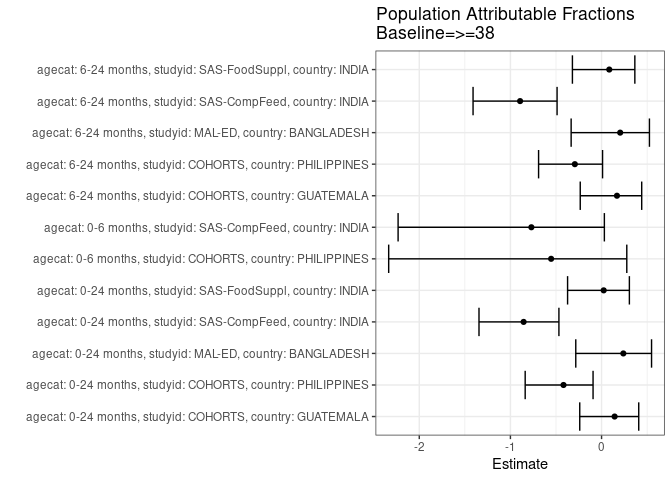 Population Attributable Fractions
Baseline=>=38
agecat: 6-24 months, studyid: SAS-FoodSuppl, country: INDIA
agecat: 6-24 months, studyid: SAS-CompFeed, country: INDIA
agecat: 6-24 months, studyid: MAL-ED, country: BANGLADESH
agecat: 6-24 months, studyid: COHORTS, country: PHILIPPINES
agecat: 6-24 months, studyid: COHORTS, country: GUATEMALA
agecat: 0-6 months, studyid: SAS-CompFeed, country: INDIA
agecat: 0-6 months, studyid: COHORTS, country: PHILIPPINES
agecat: 0-24 months, studyid: SAS-FoodSuppl, country: INDIA
agecat: 0-24 months, studyid: SAS-CompFeed, country: INDIA
agecat: 0-24 months, studyid: MAL-ED, country: BANGLADESH
agecat: 0-24 months, studyid: COHORTS, country: PHILIPPINES
agecat: 0-24 months, studyid: COHORTS, country: GUATEMALA
-2 -1 0
Estimate